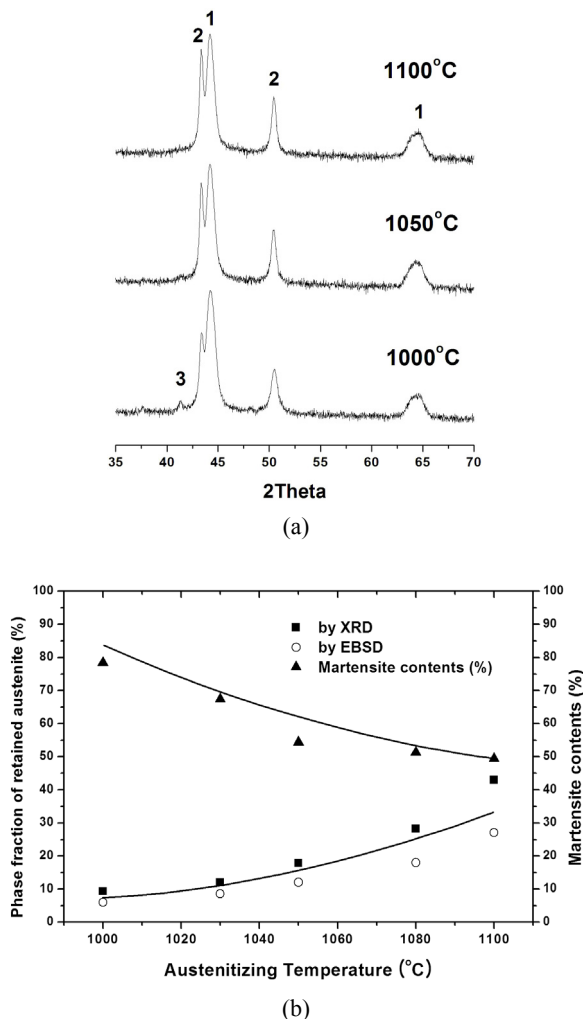 1
2
2
1100°C
1
1050°C
1000°C
3
35 40 45 50 55 60 65 70
2Theta
(a)
100 100
90 90
80 80
70 70
60 60
50 50
40 40
30 30
20 20
10 10
0 0
by XRD
by EBSD
Martensite contents (%)
Phase fraction of retained austenite (%)
Martensite contents (%)
1000 1020 1040 1060 1080 1100
Austenitizing Temperature (°C)
(b)